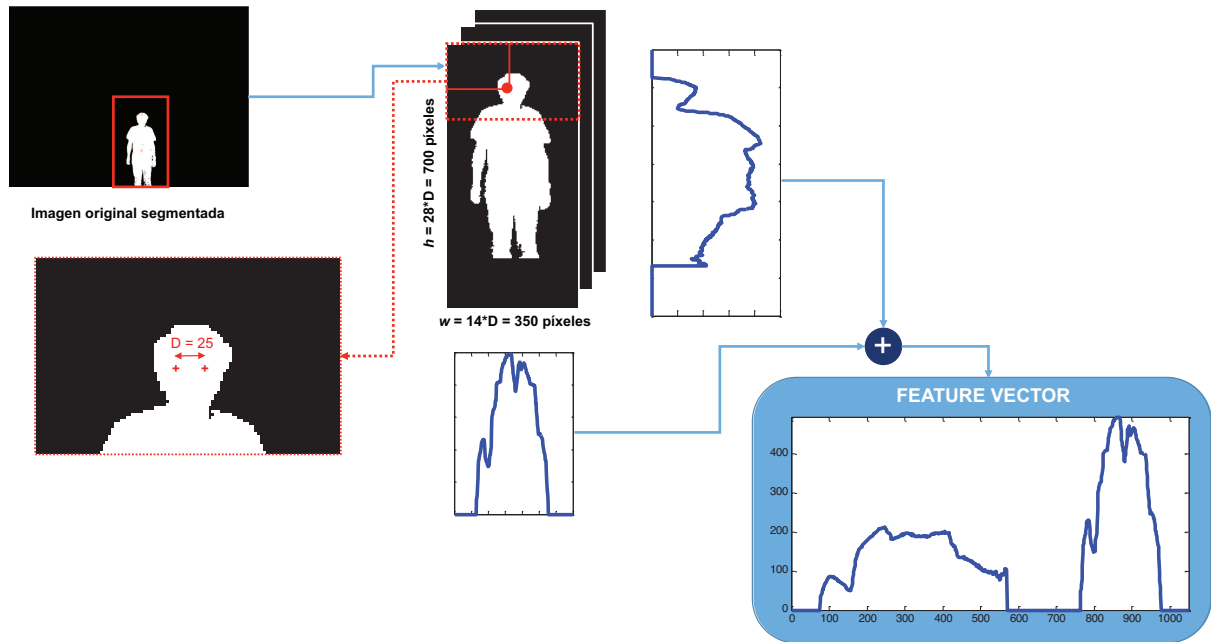 Imagen original segmentada
h = 28*D = 700 píxeles
w = 14*D = 350 píxeles
D = 25
+
FEATURE VECTOR
400
300
200
100
0
0 100 200 300 400 500 600 700 800 900 1000